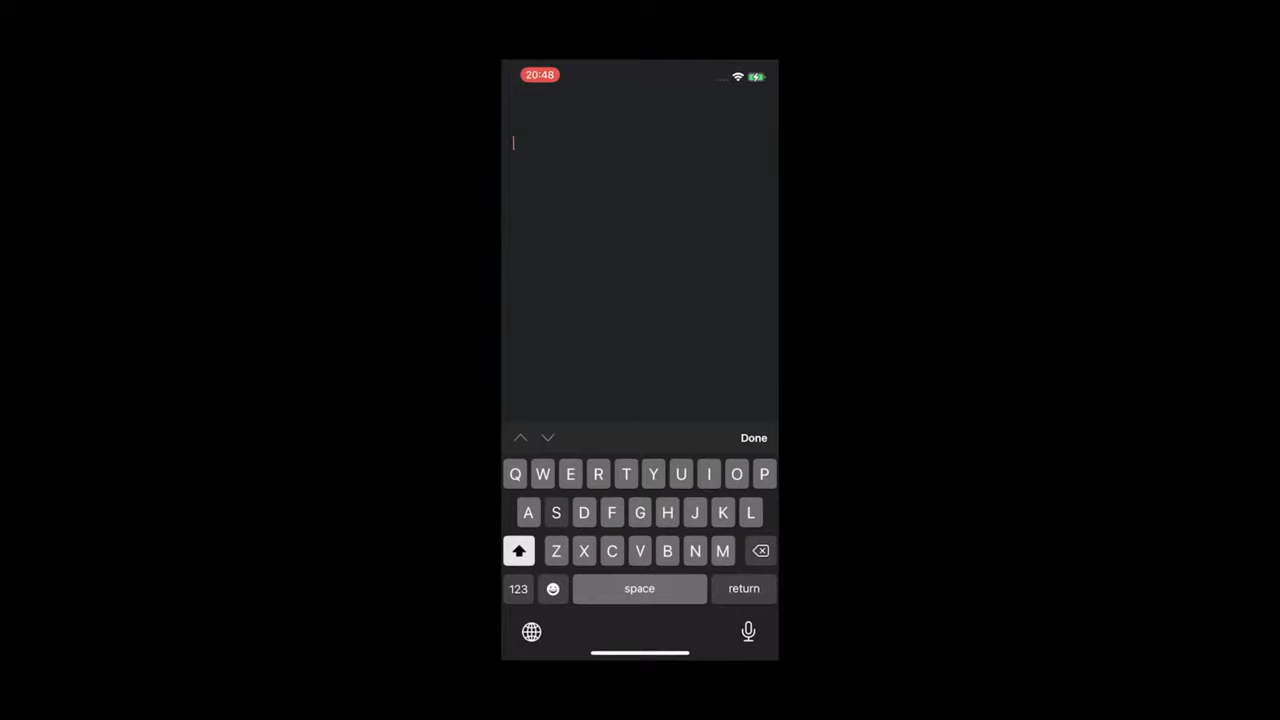 20:48
Done
Q W E R T Y U I O P
A S D F G H J K L
Z X C V B N M
123 space return